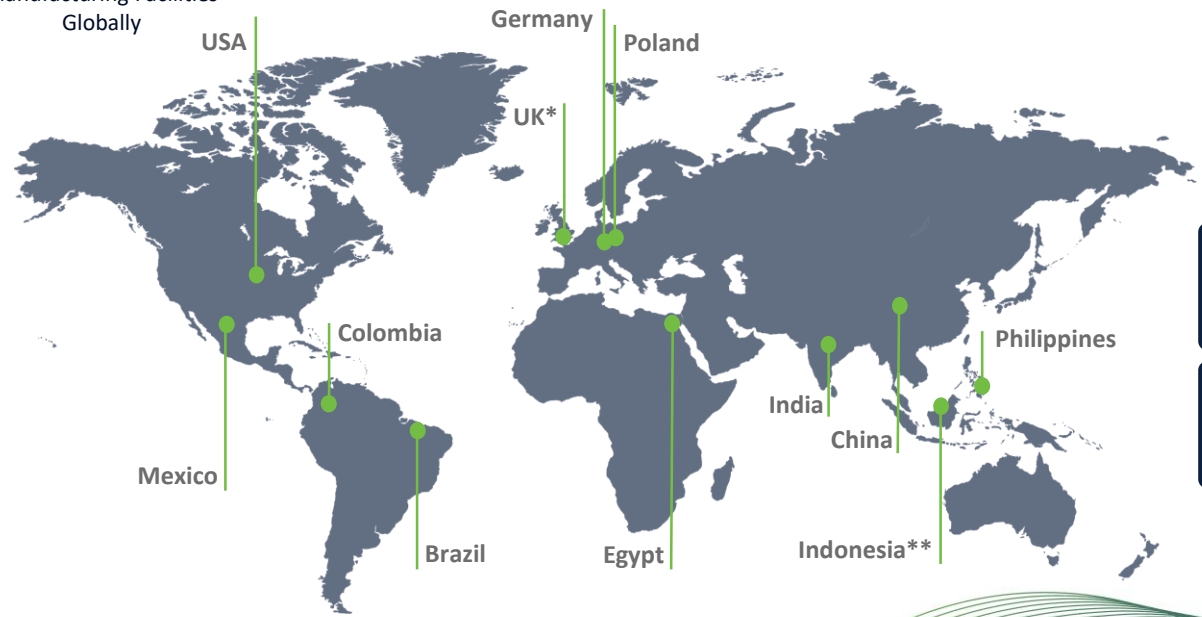 Globally
USA
Germany
Poland
UK*
Colombia
Philippines
India
China
Mexico
Brazil
Egypt
Indonesia**